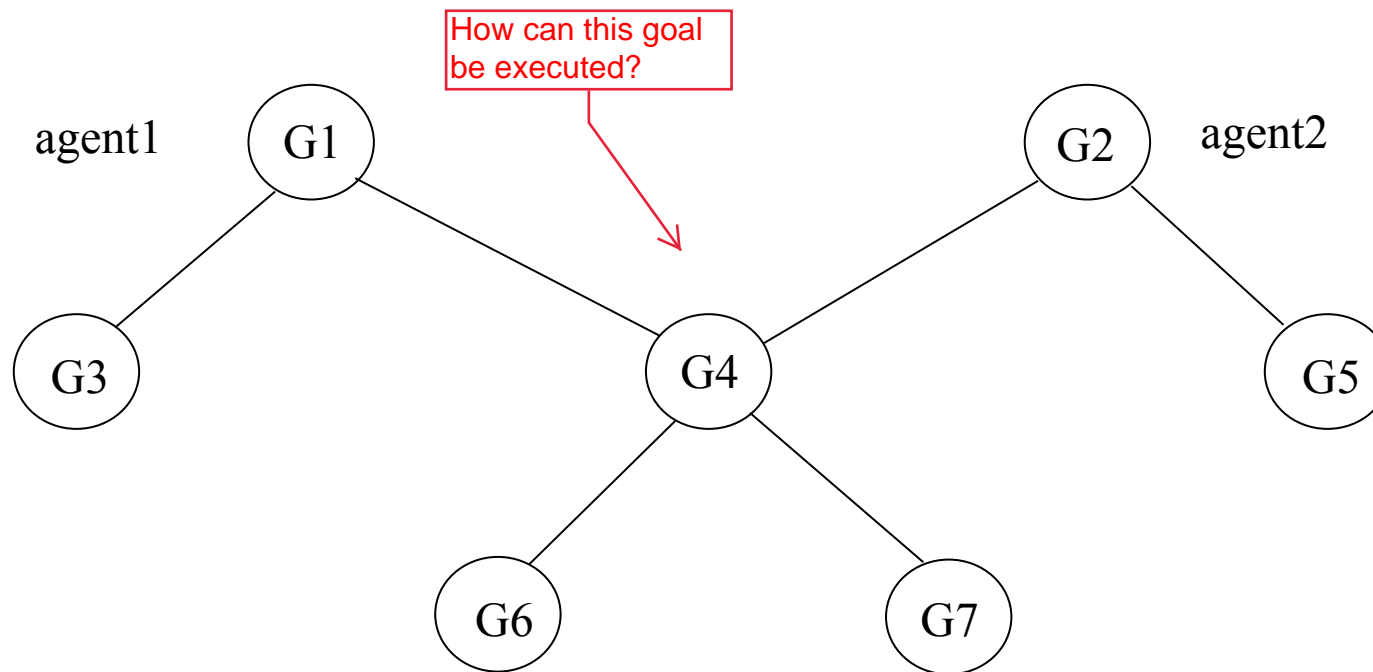 How can this goal
be executed?
agent1
G1
G2
agent2
G3
G4
G5
G6
G7